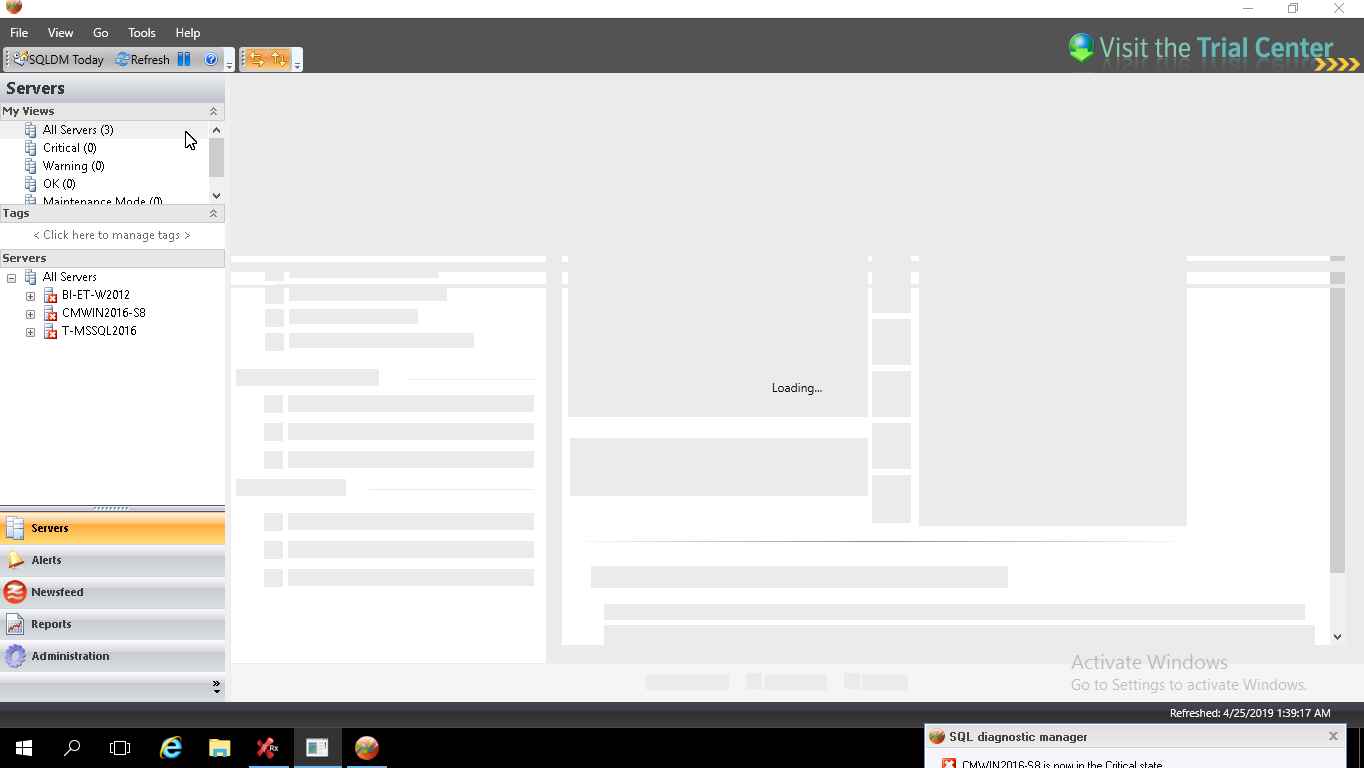 File View Go Tools Help
Visit the Trial Center
SQLDM Today Refresh
Servers
My Views
All Servers (3)
Critical (0)
Warning (0)
OK (0)
Maintenance Mode (0)
Tags
< Click here to manage tags >
Servers
All Servers
BI-ET-W2012
CMWIN2016-S8
T-MSSQL2016
Loading...
Servers
Alerts
Newsfeed
Reports
Administration
Activate Windows
Go to Settings to activate Windows.
Refreshed: 4/25/2019 1:39:17 AM
Rx
SQL diagnostic manager
CMWIN2016-S8 is now in the Critical state